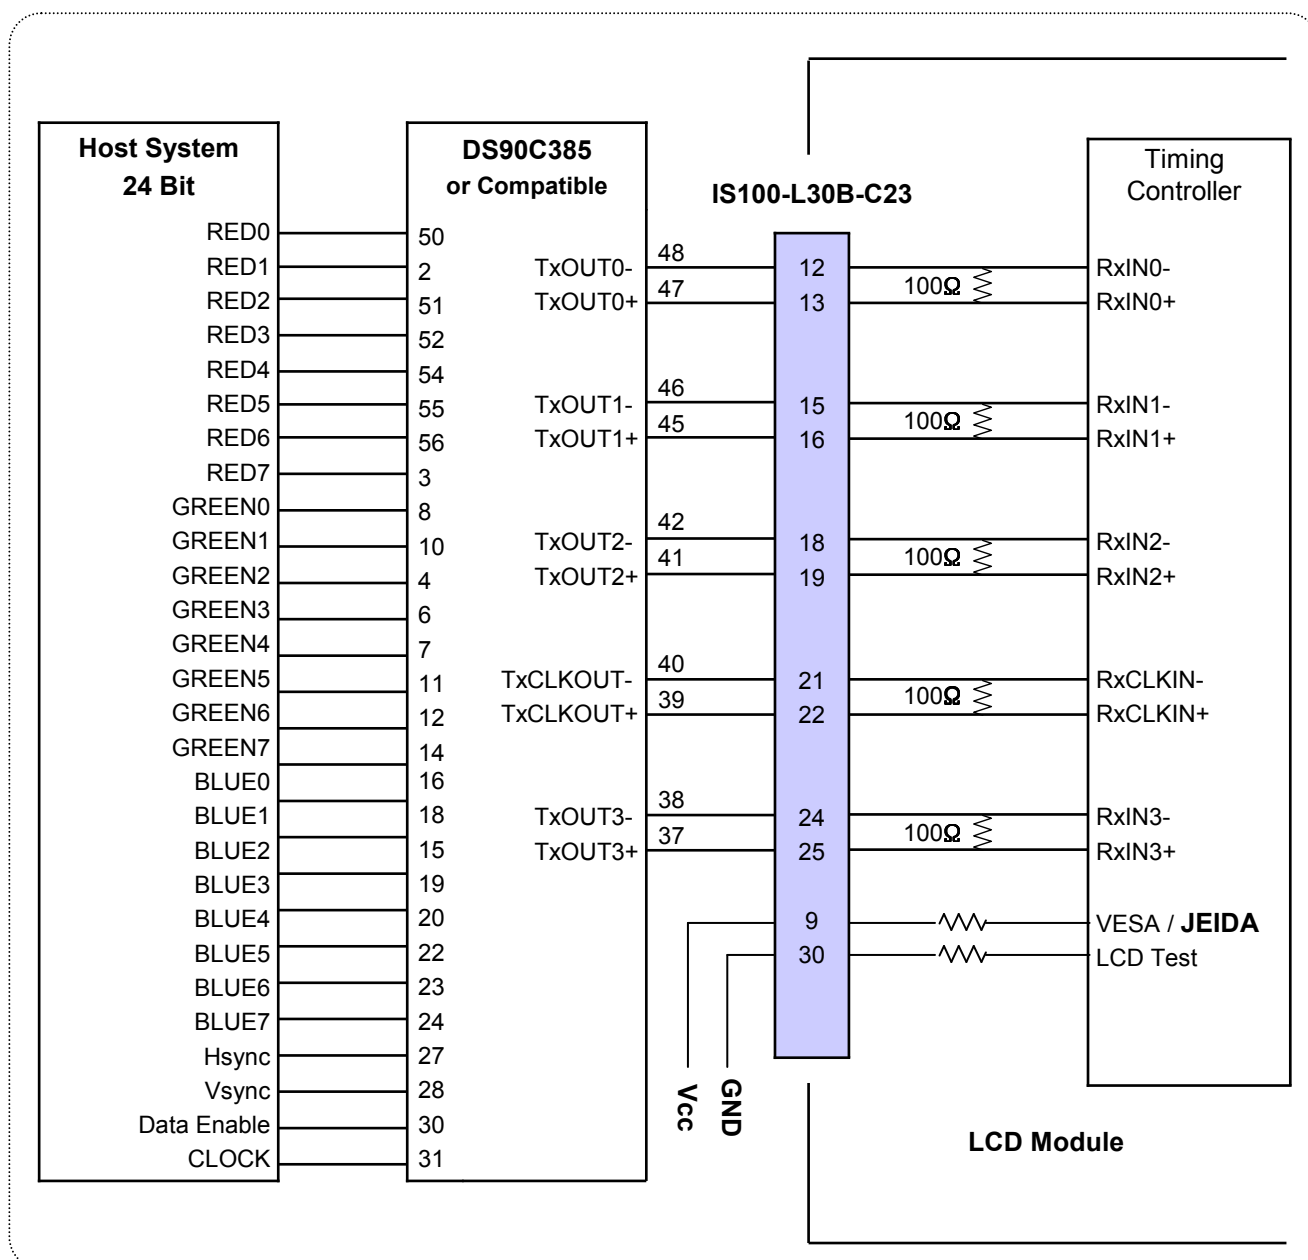 Host System
24 Bit
RED0
RED1
RED2
RED3
RED4
RED5
RED6
RED7
GREEN0
GREEN1
GREEN2
GREEN3
GREEN4
GREEN5
GREEN6
GREEN7
BLUE0
BLUE1
BLUE2
BLUE3
BLUE4
BLUE5
BLUE6
BLUE7
Hsync
Vsync
Data Enable
CLOCK
DS90C385
or Compatible
50
2
51
52
54
55
56
3
8
10
4
6
7
11
12
14
16
18
15
19
20
22
23
24
27
28
30
31
TxOUT0-
TxOUT0+
TxOUT1-
TxOUT1+
TxOUT2-
TxOUT2+
TxCLKOUT-
TxCLKOUT+
TxOUT3-
TxOUT3+
48
47
46
45
42
41
40
39
38
37
Vcc
GND
IS100-L30B-C23
12
13
15
16
18
19
21
22
24
25
9
30
100Ω
100Ω
100Ω
100Ω
100Ω
Timing
Controller
RxIN0-
RxIN0+
RxIN1-
RxIN1+
RxIN2-
RxIN2+
RxCLKIN-
RxCLKIN+
RxIN3-
RxIN3+
VESA / JEIDA
LCD Test
LCD Module